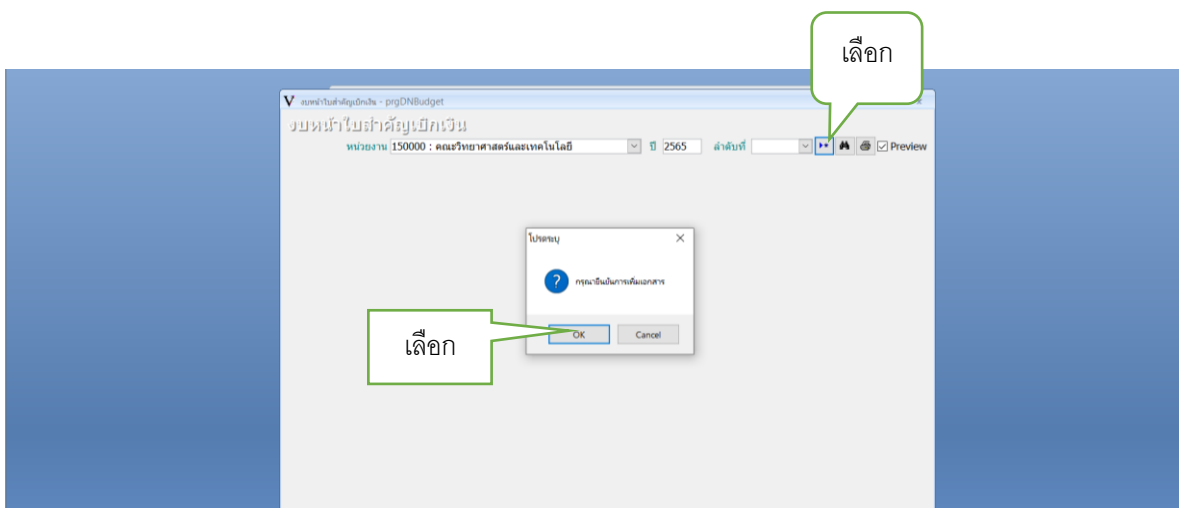 เลือก
งบหน้าใบสำคัญเบิกเงิน - prgDNBudget
งบหน้าใบสำคัญเบิกเงิน
หน่วยงาน 150000 : คณะวิทยาศาสตร์และเทคโนโลยี ปี 2565 ลำดับที่ Preview
โปรดระบุ
กรุณายืนยันการเพิ่มเอกสาร
เลือก
OK Cancel